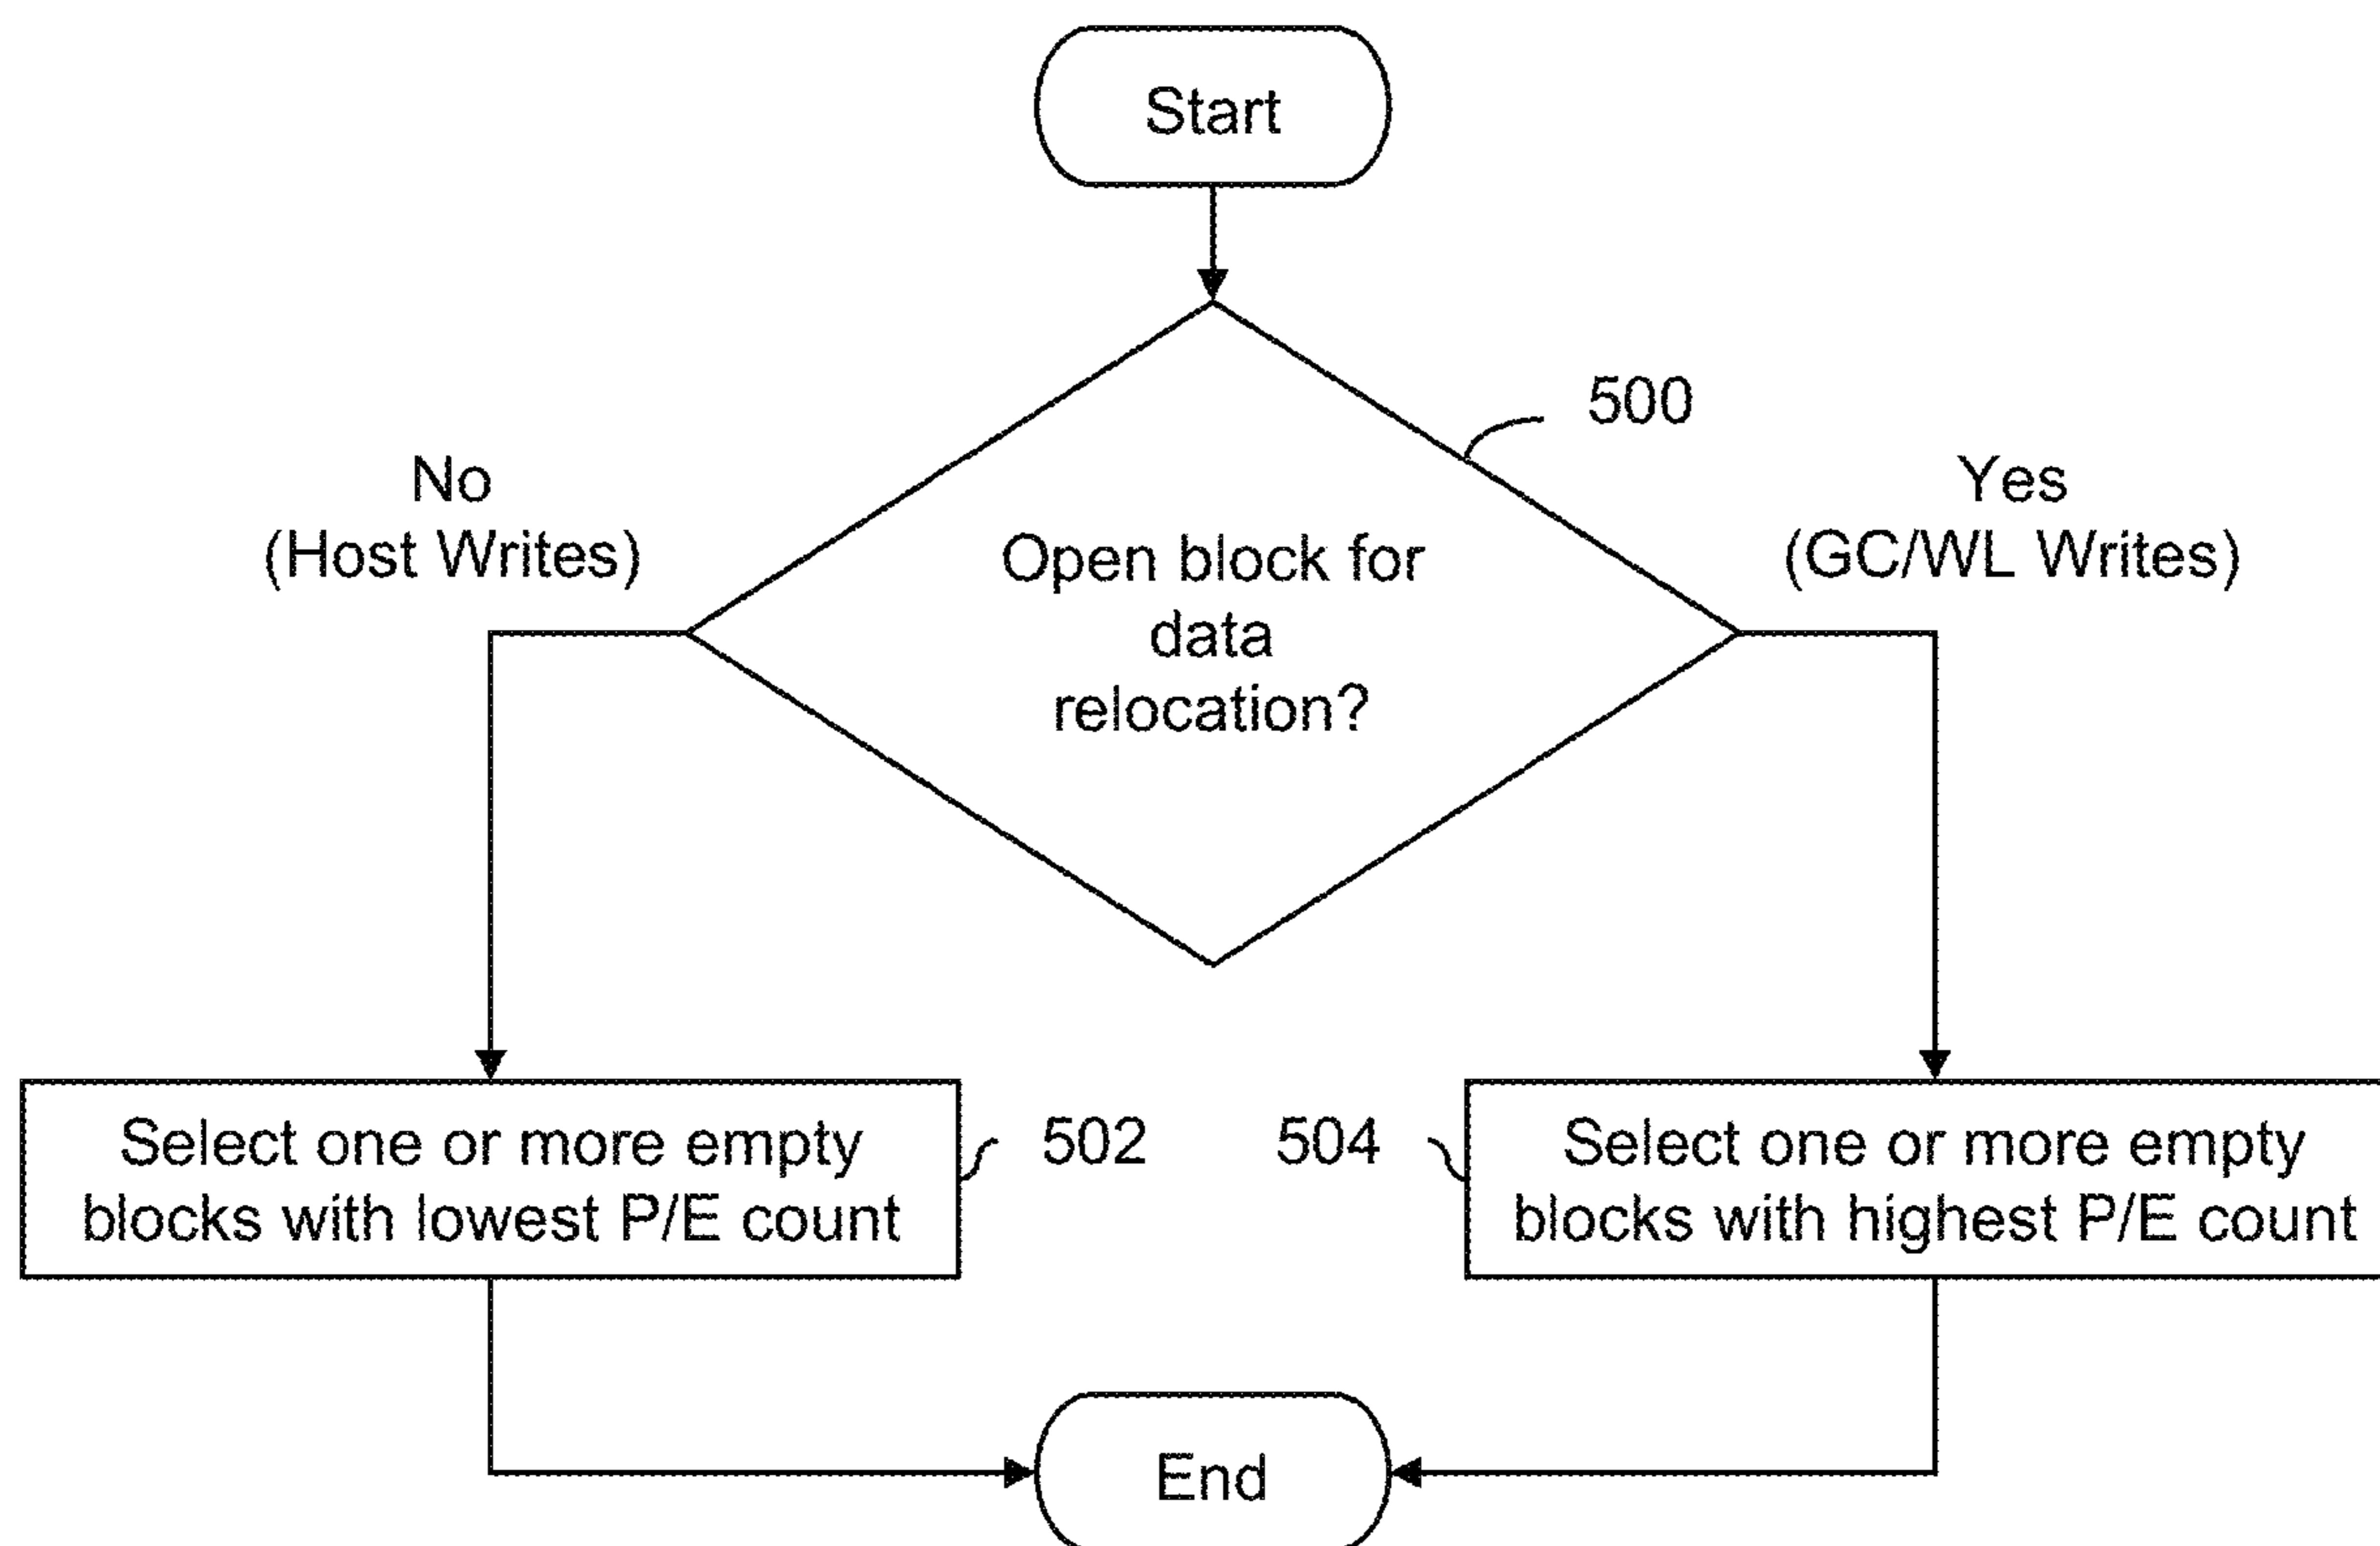 Start
500
No
(Host Writes)
Yes
(GC/WL Writes)
Open block for
data
relocation?
Select one or more empty
blocks with lowest P/E count
502
504
Select one or more empty
blocks with highest P/E count
End